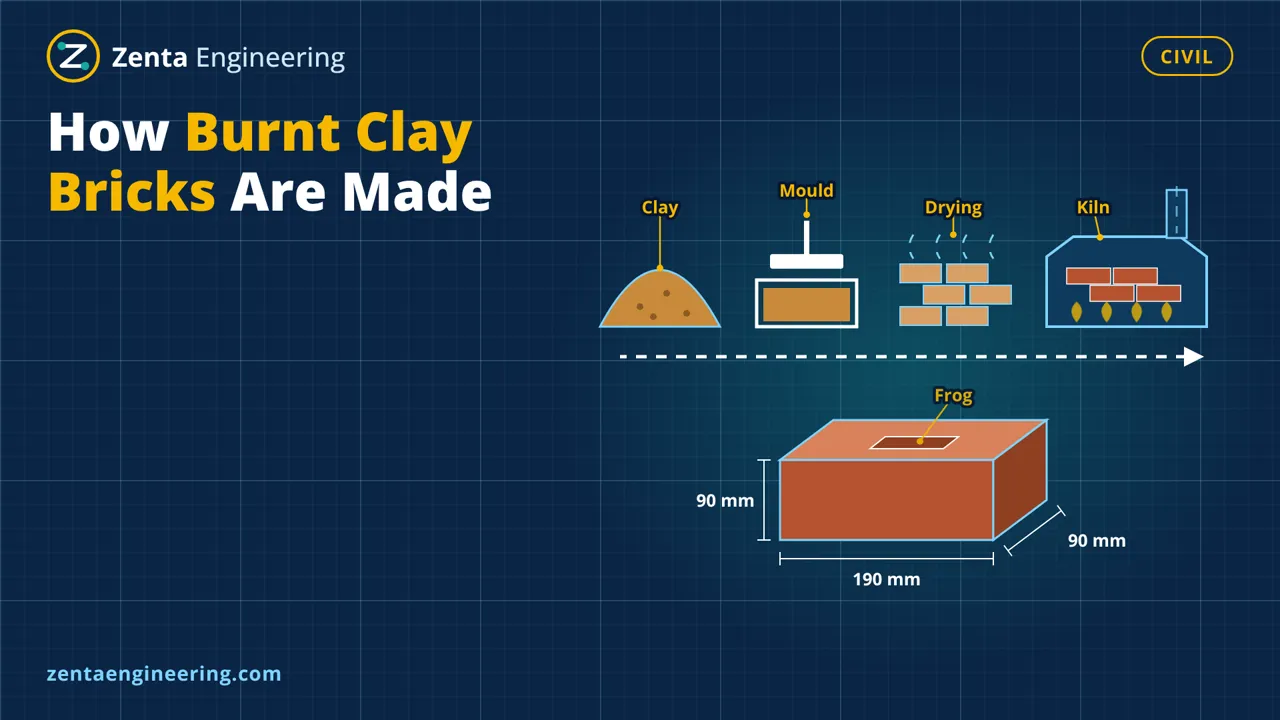 Zenta Engineering
CIVIL
How Burnt Clay
Bricks Are Made
Clay
Mould
Drying
Kiln
Frog
90 mm
90 mm
190 mm
zentaengineering.com